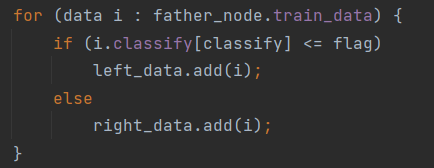 for (data i : father_node.train_data) {
    if (i.classify[classify] <= flag)
        left_data.add(i);
    else
        right_data.add(i);
}